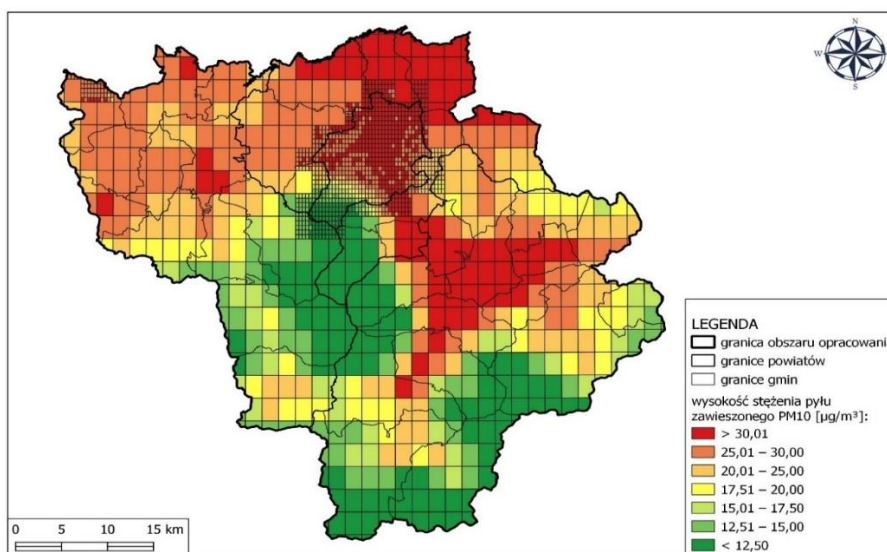 N
W
E
S
LEGENDA
granica obszaru opracowani
granice powiatów
granice gmin
wysokość stężenia pyłu
zawieszonego PM10 [µg/m³]:
> 30,01
25,01 – 30,00
20,01 – 25,00
17,51 – 20,00
15,01 – 17,50
12,51 – 15,00
< 12,50
0 5 10 15 km